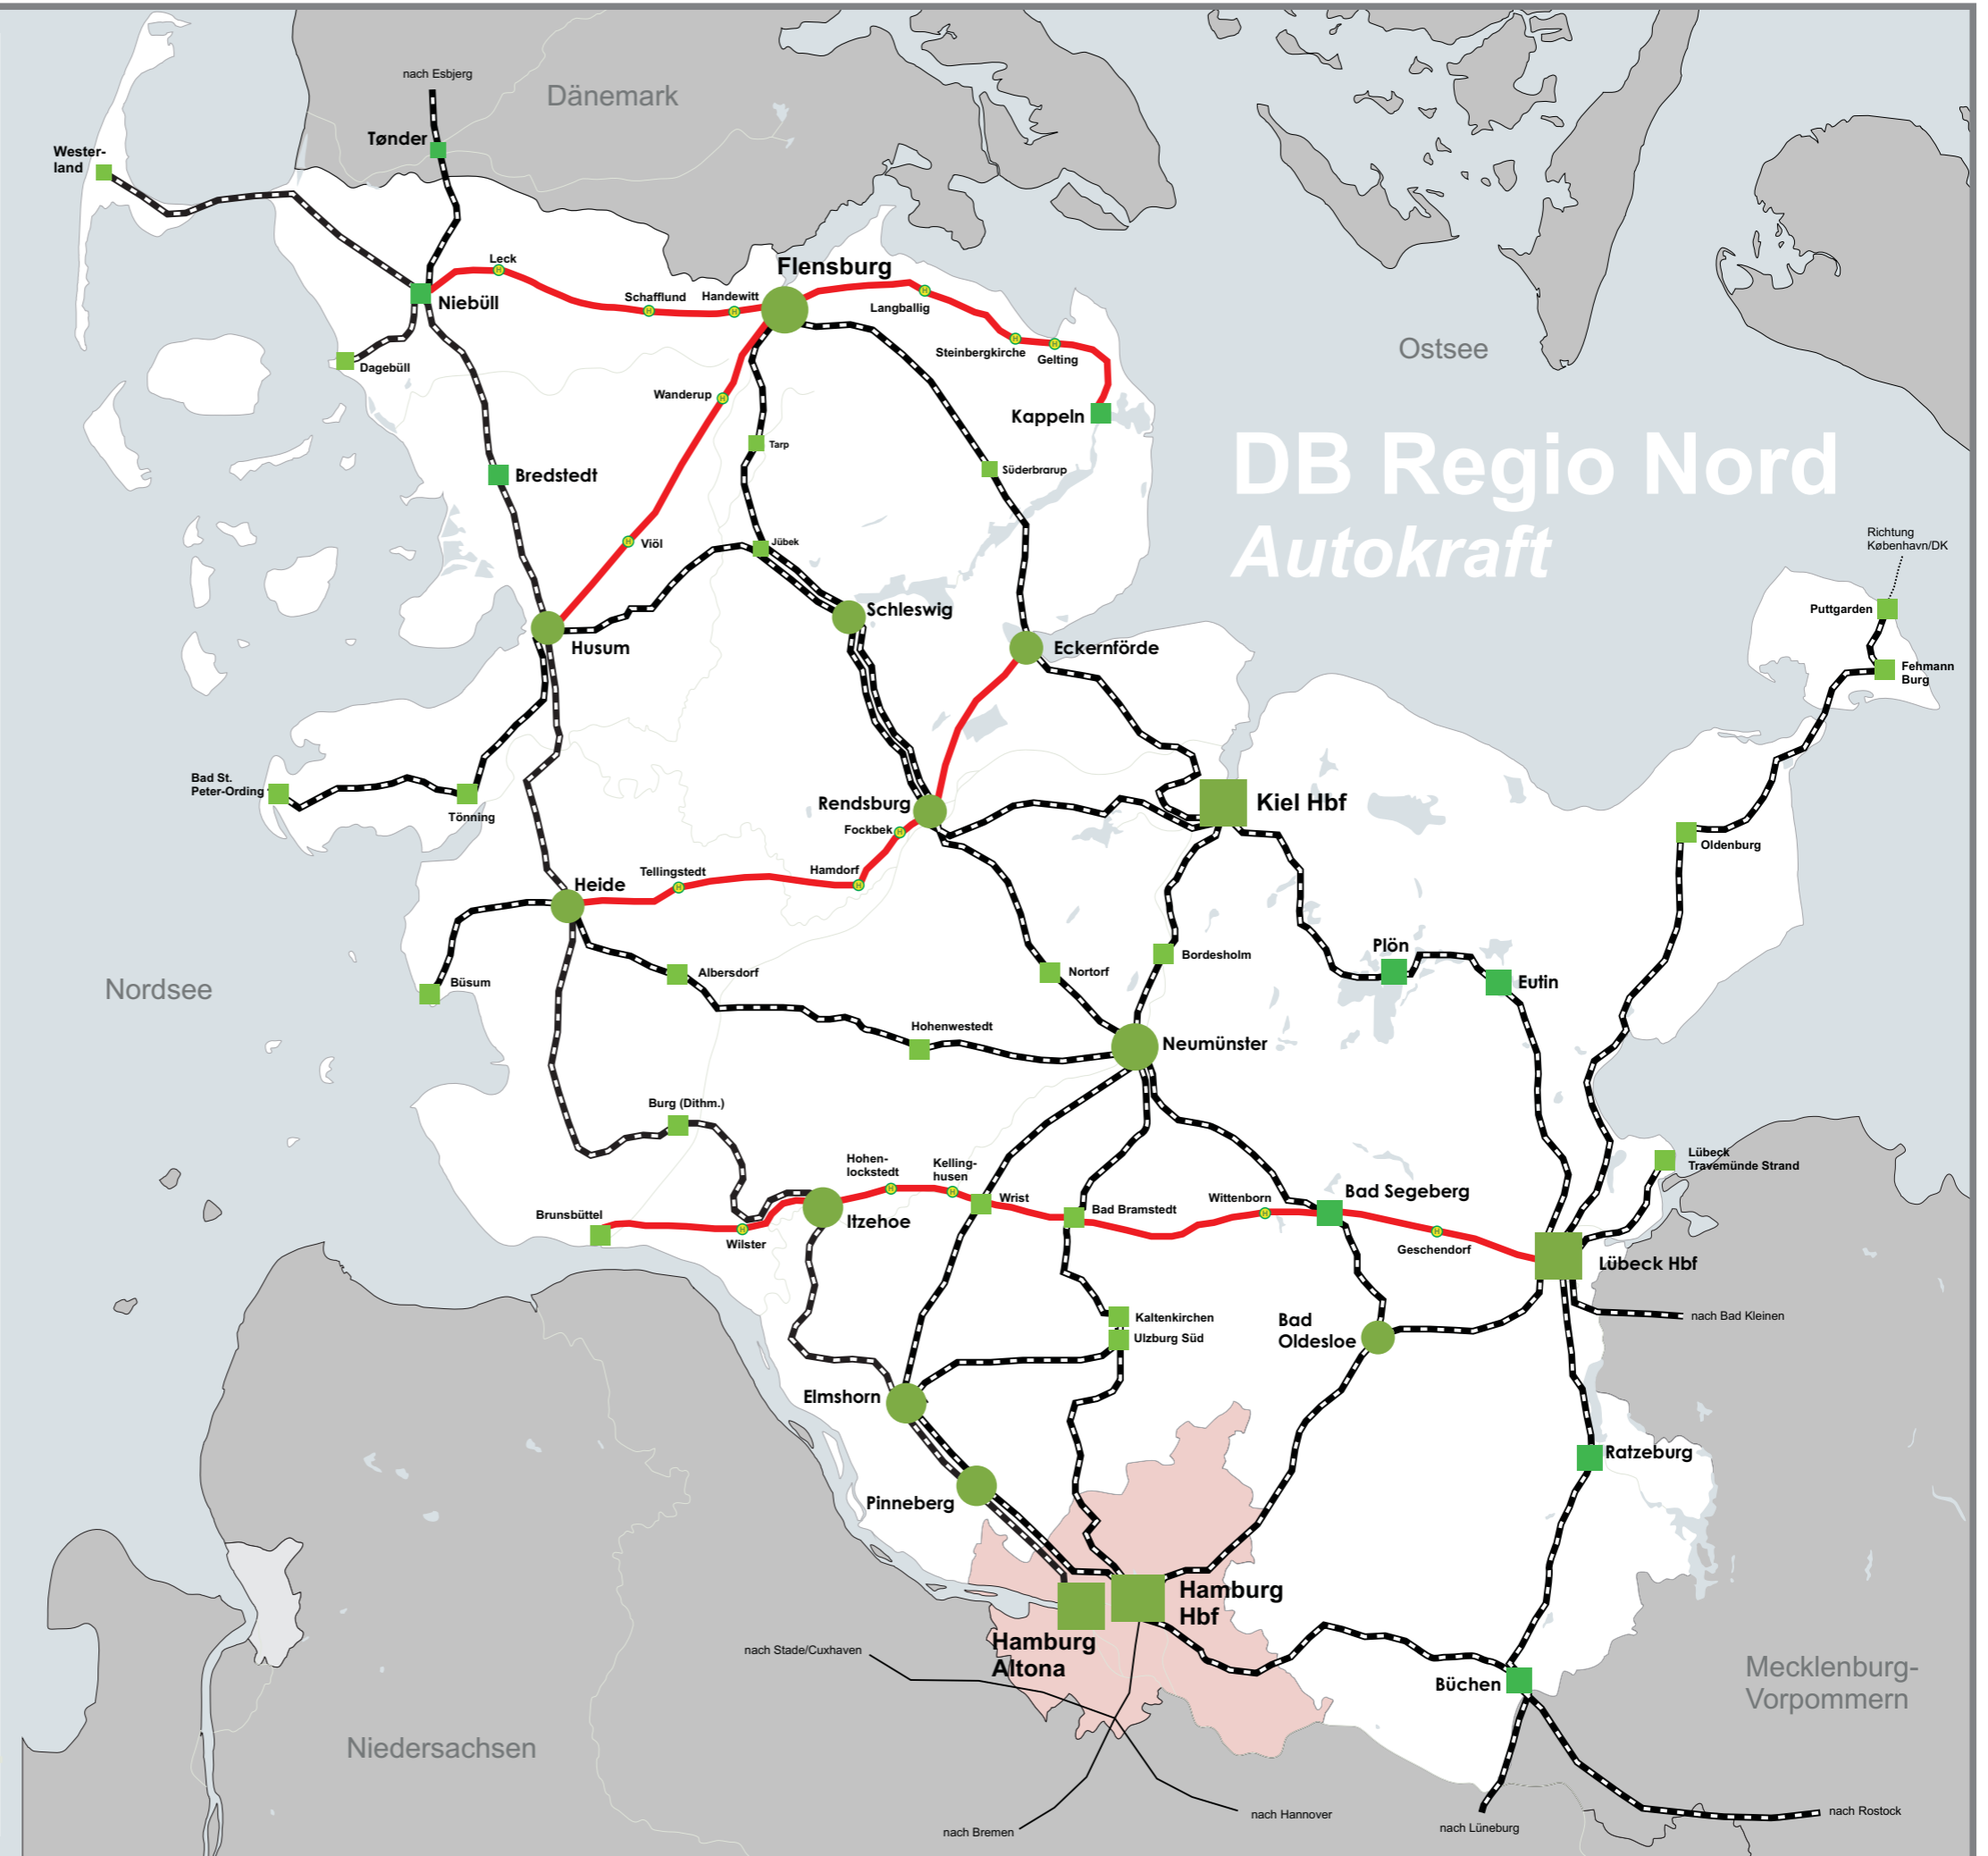 nach Esbjerg
Dänemark
Tønder
Wester-
land
Leck
Flensburg
Niebüll
Schafflund
Handewitt
Langballig
Steinbergkirche
Gelting
Ostsee
Dagebüll
Wanderup
Kappeln
Tarp
Süderbrarup
DB Regio Nord
Autokraft
Bredstedt
Viöl
Jübek
Richtung
København/DK
Schleswig
Puttgarden
Husum
Eckernförde
Fehmann
Burg
Bad St.
Peter-Ording
Tönning
Rendsburg
Kiel Hbf
Fockbek
Oldenburg
Tellingstedt
Hamdorf
Heide
Plön
Nordsee
Büsum
Albersdorf
Nortorf
Bordesholm
Eutin
Hohenwestedt
Neumünster
Burg (Dithm.)
Hohen-
lockstedt
Kelling-
husen
Lübeck
Travemünde Strand
Brunsbüttel
Wilster
Itzehoe
Wrist
Bad Bramstedt
Wittenborn
Bad Segeberg
Geschendorf
Lübeck Hbf
Kaltenkirchen
Ulzburg Süd
Bad
Oldesloe
nach Bad Kleinen
Elmshorn
Ratzeburg
Pinneberg
Hamburg
Hbf
Hamburg
Altona
nach Stade/Cuxhaven
Büchen
Mecklenburg-
Vorpommern
Niedersachsen
nach Hannover
nach Bremen
nach Lüneburg
nach Rostock